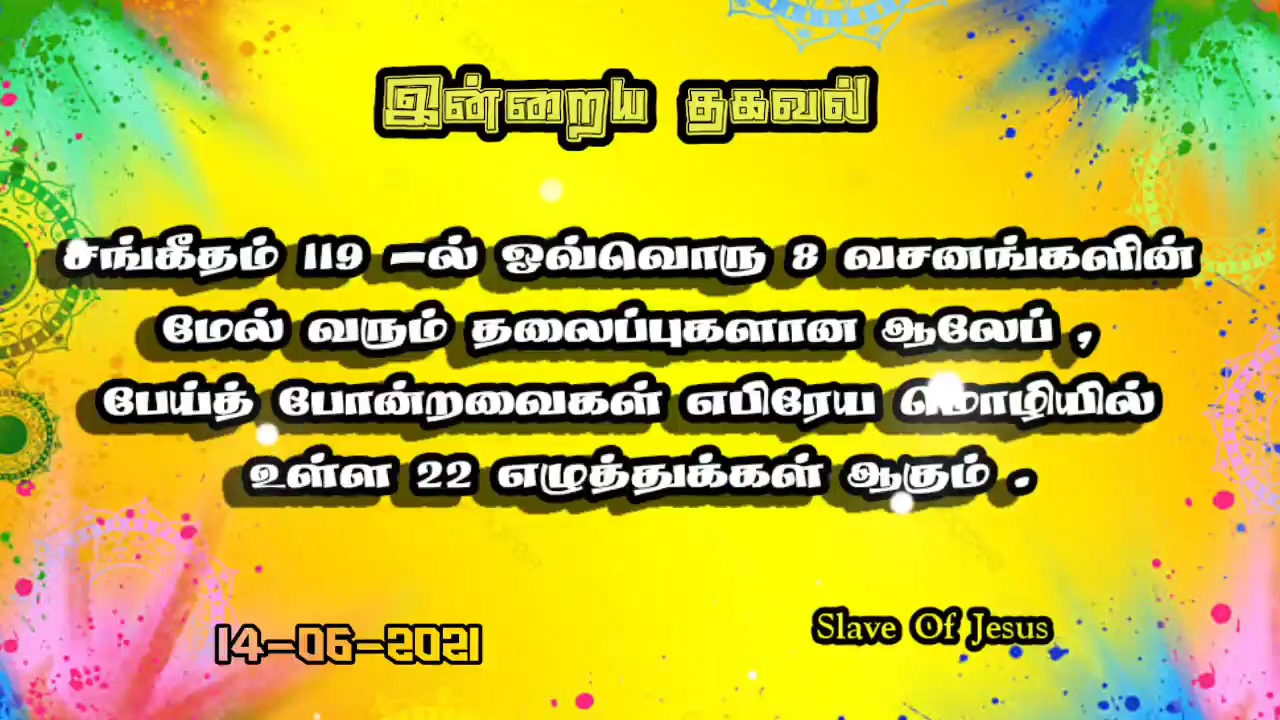 இன்றைய தகவல்
சங்கீதம் 119 -ல் ஒவ்வொரு 8 வசனங்களின்
மேல் வரும் தலைப்புகளான ஆலேப் ,
பேய்த் போன்றவைகள் எபிரேய மொழியில்
உள்ள 22 எழுத்துக்கள் ஆகும் .
14-06-2021
Slave Of Jesus